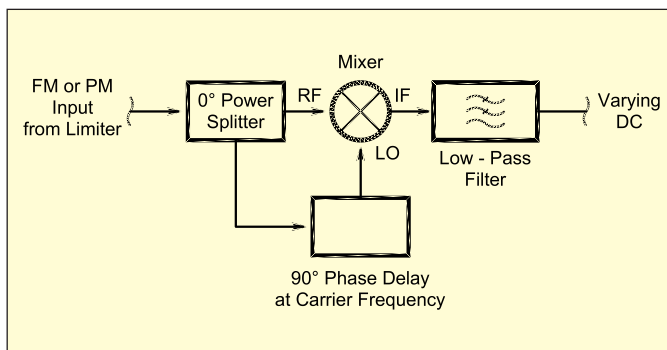 Mixer
FM or PM
Input
from Limiter
0° Power
Splitter
RF
IF
LO
Varying
DC
Low - Pass
Filter
90° Phase Delay
at Carrier Frequency